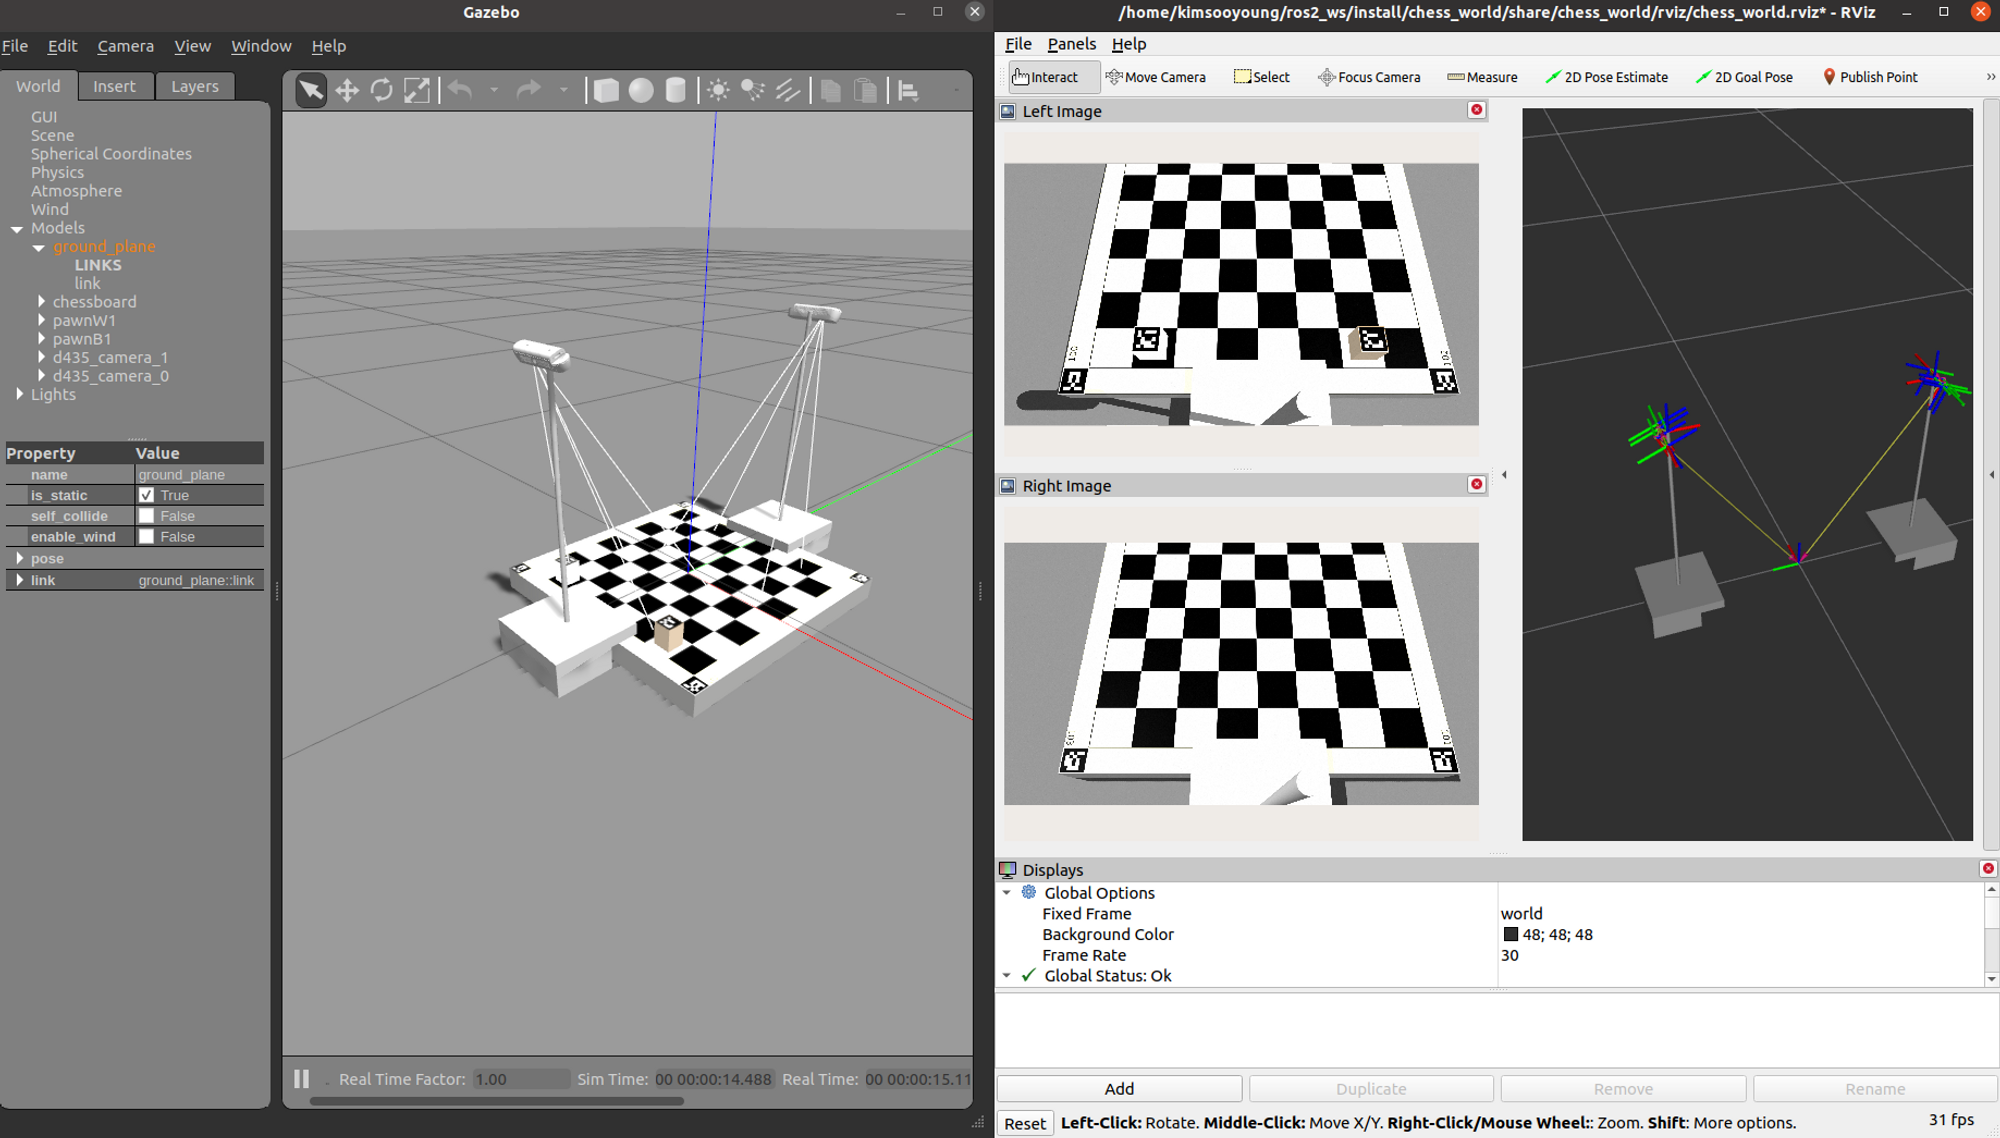 Gazebo
File Edit Camera View Window Help
World Insert Layers
GUI
Scene
Spherical Coordinates
Physics
Atmosphere
Wind
Models
ground_plane
LINKS
link
chessboard
pawnW1
pawnB1
d435_camera_1
d435_camera_0
Lights
Property Value
name ground_plane
is_static True
self_collide False
enable_wind False
pose
link ground_plane::link
Real Time Factor: 1.00 Sim Time: 00 00:00:14.488 Real Time: 00 00:00:15.11
/home/kimsooyoung/ros2_ws/install/chess_world/share/chess_world/rviz/chess_world.rviz* - RViz
File Panels Help
Interact Move Camera Select Focus Camera Measure 2D Pose Estimate 2D Goal Pose Publish Point »
Left Image
Right Image
Displays
Global Options
Fixed Frame world
Background Color 48; 48; 48
Frame Rate 30
Global Status: Ok
Add Duplicate Remove Rename
Reset Left-Click: Rotate. Middle-Click: Move X/Y. Right-Click/Mouse Wheel:: Zoom. Shift: More options. 31 fps